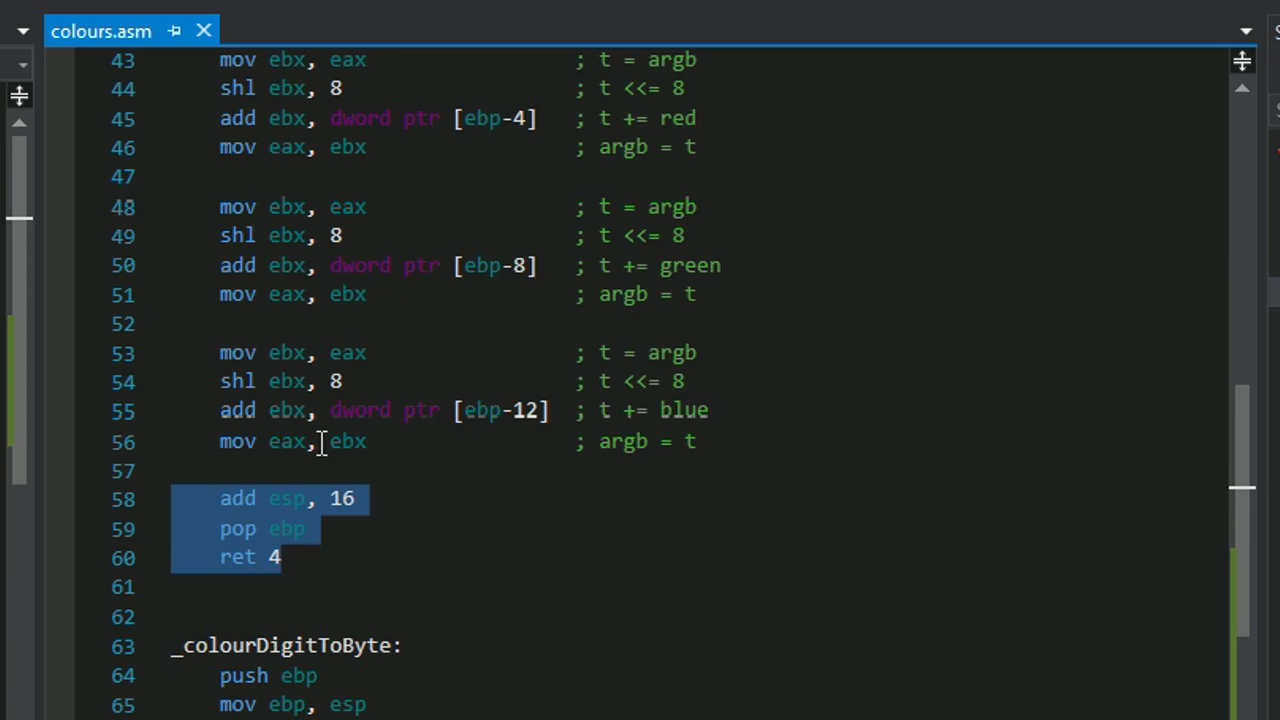 colours.asm
43 mov ebx, eax ; t = argb
44 shl ebx, 8 ; t <<= 8
45 add ebx, dword ptr [ebp-4] ; t += red
46 mov eax, ebx ; argb = t
47
48 mov ebx, eax ; t = argb
49 shl ebx, 8 ; t <<= 8
50 add ebx, dword ptr [ebp-8] ; t += green
51 mov eax, ebx ; argb = t
52
53 mov ebx, eax ; t = argb
54 shl ebx, 8 ; t <<= 8
55 add ebx, dword ptr [ebp-12] ; t += blue
56 mov eax, ebx ; argb = t
57
58 add esp, 16
59 pop ebp
60 ret 4
61
62
63 _colourDigitToByte:
64 push ebp
65 mov ebp, esp